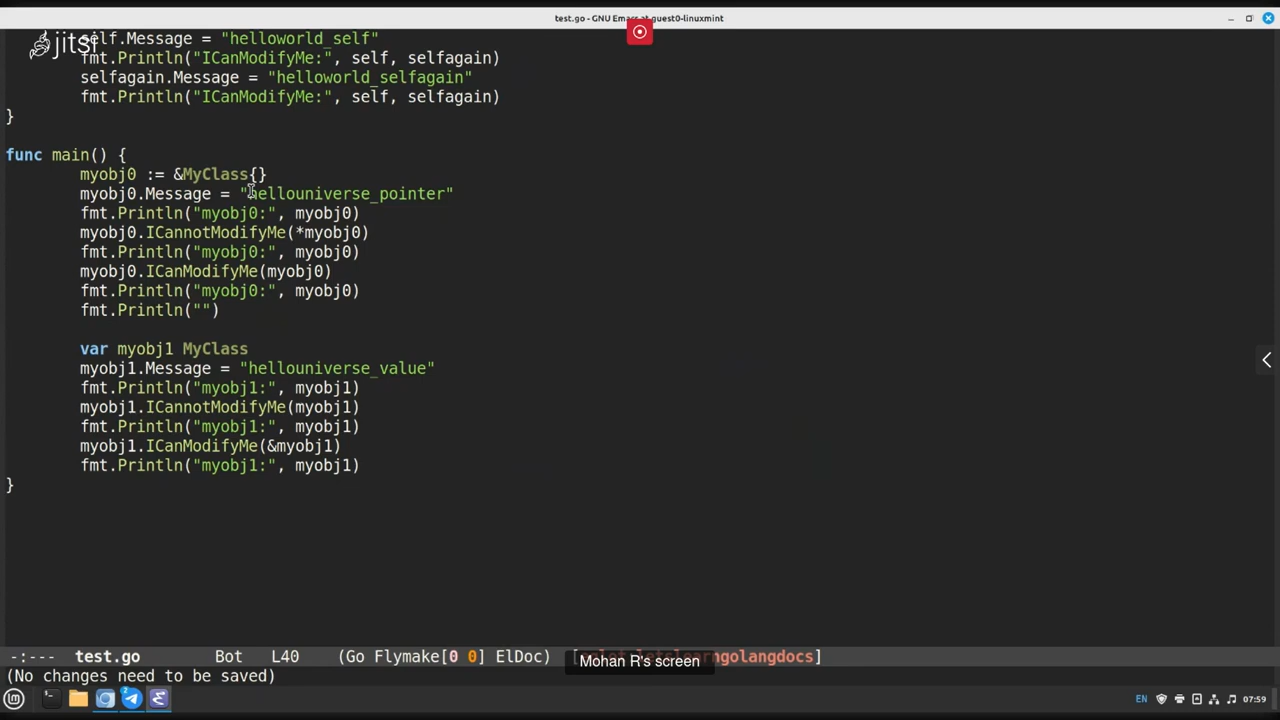 test.go - GNU Emacs at guest0-linuxmint
jitsi
self.Message = "helloworld_self"
fmt.Println("ICanModifyMe:", self, selfagain)
selfagain.Message = "helloworld_selfagain"
fmt.Println("ICanModifyMe:", self, selfagain)
}
func main() {
myobj0 := &MyClass{}
myobj0.Message = "hellouniverse_pointer"
fmt.Println("myobj0:", myobj0)
myobj0.ICannotModifyMe(*myobj0)
fmt.Println("myobj0:", myobj0)
myobj0.ICanModifyMe(myobj0)
fmt.Println("myobj0:", myobj0)
fmt.Println("")
var myobj1 MyClass
myobj1.Message = "hellouniverse_value"
fmt.Println("myobj1:", myobj1)
myobj1.ICannotModifyMe(myobj1)
fmt.Println("myobj1:", myobj1)
myobj1.ICanModifyMe(&myobj1)
fmt.Println("myobj1:", myobj1)
}
-:--- test.go Bot L40 (Go Flymake[0 0] ElDoc)
Mohan R's screen
(No changes need to be saved)
2
EN 07:59